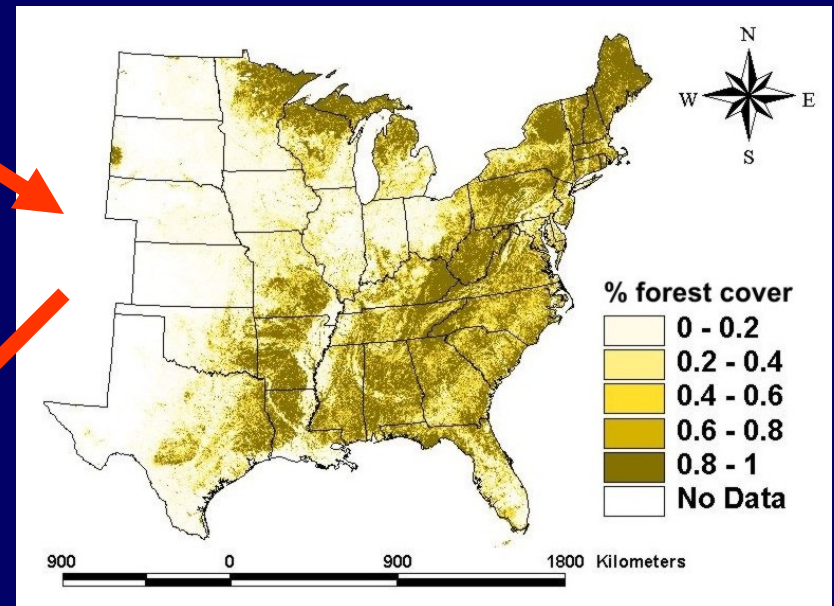 N
W E
S
% forest cover
0 - 0.2
0.2 - 0.4
0.4 - 0.6
0.6 - 0.8
0.8 - 1
No Data
900 0 900 1800 Kilometers